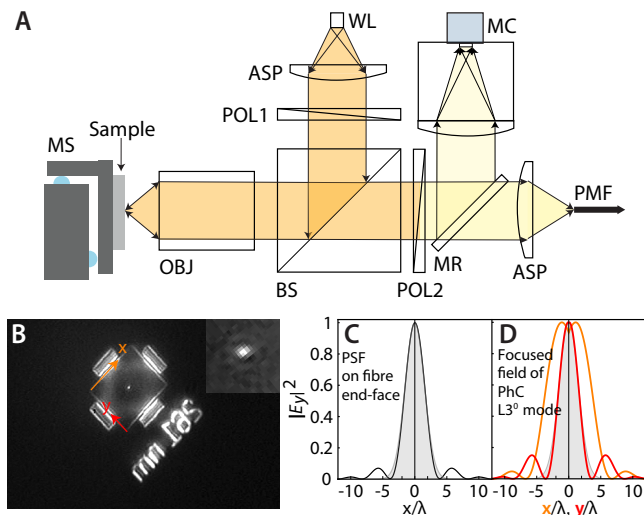 A
WL
MC
ASP
POL1
Sample
MS
PMF
OBJ
BS
POL2
MR
ASP
B
x
y
C
PSF
on fibre
end-face
D
Focused
field of
PhC
L3⁰ mode
|Ey|²
1
0.8
0.6
0.4
0.2
0
-10 -5 0 5 10
-10 -5 0 5 10
x/λ
x/λ, y/λ